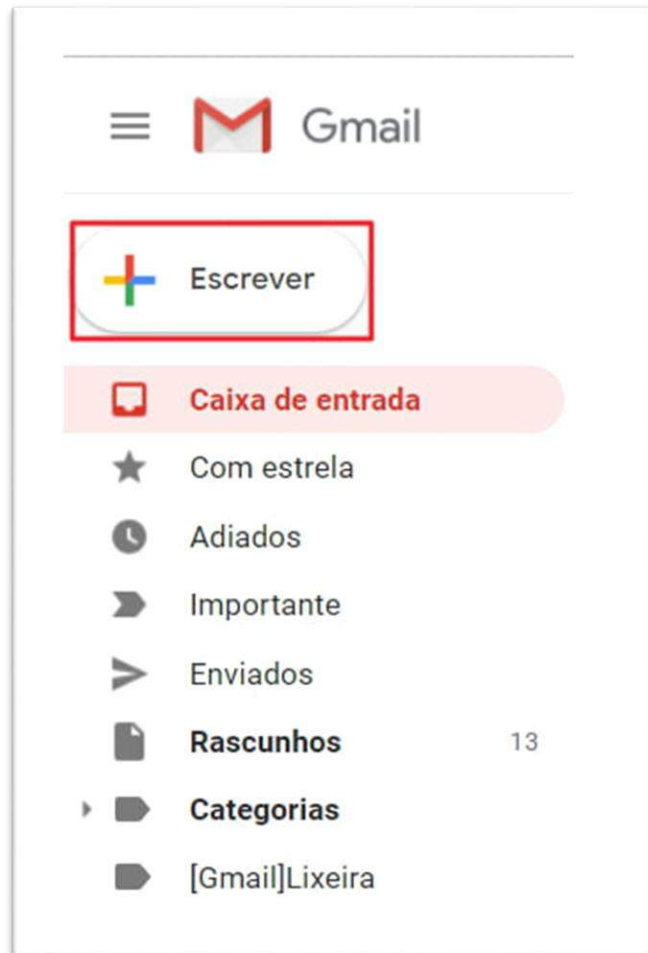 Gmail
Escrever
Caixa de entrada
Com estrela
Adiados
Importante
Enviados
Rascunhos 13
Categorias
[Gmail]Lixeira